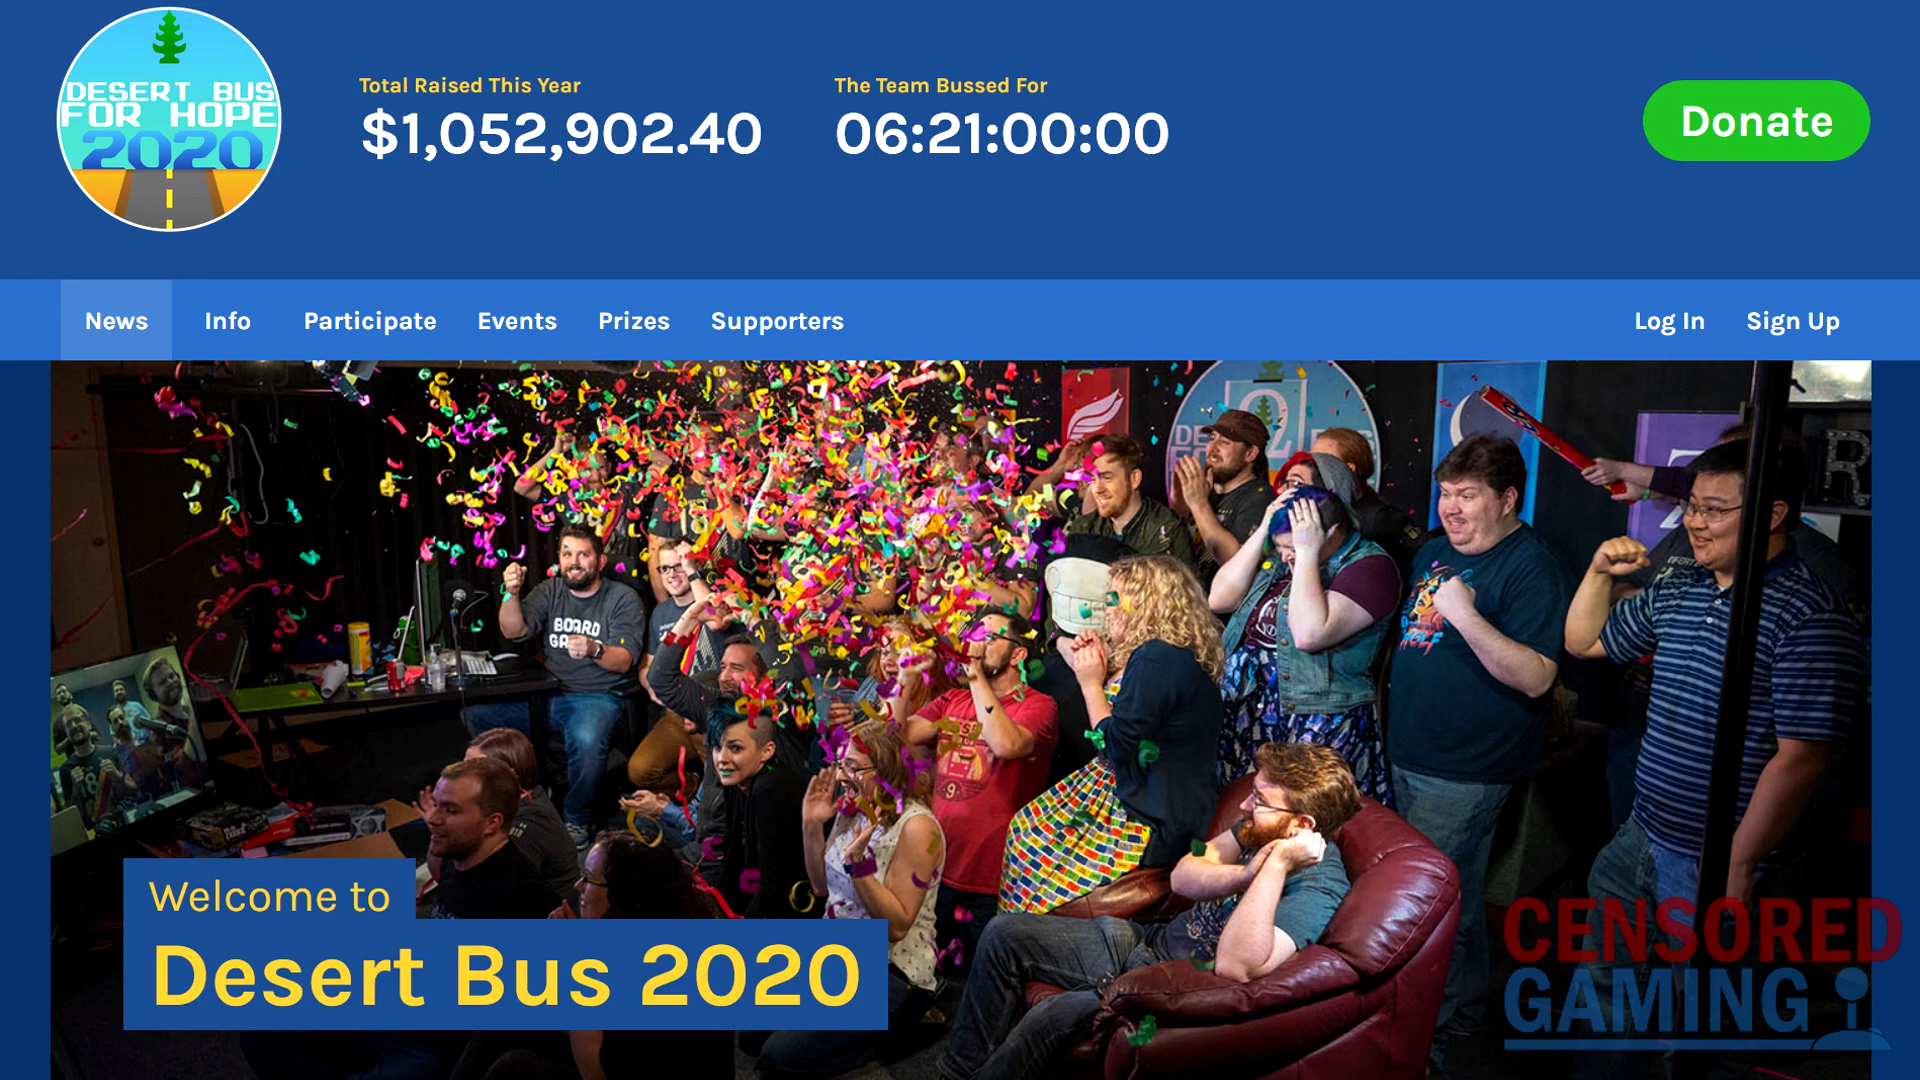 DESERT BUS
FOR HOPE
2020
Total Raised This Year
$1,052,902.40
The Team Bussed For
06:21:00:00
Donate
News
Info
Participate
Events
Prizes
Supporters
Log In
Sign Up
BOARD
GA
WOLF
R
Welcome to
Desert Bus 2020
CENSORED
GAMING